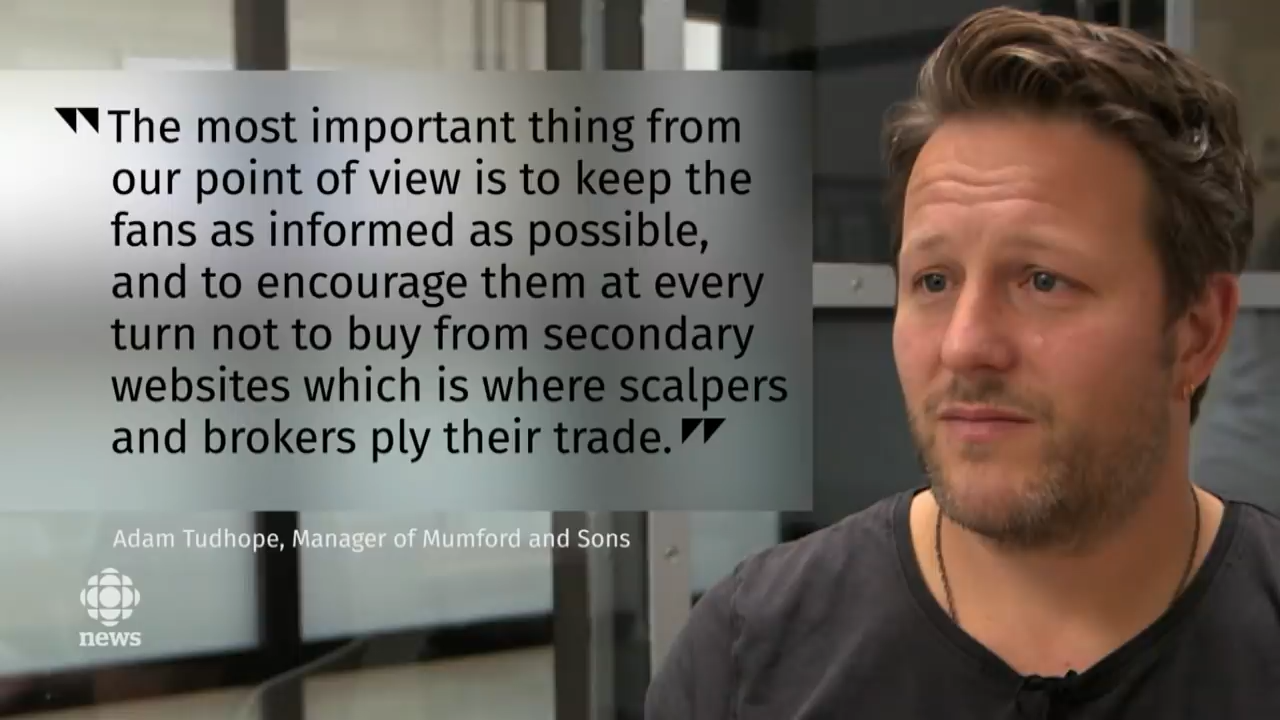 "The most important thing from
our point of view is to keep the
fans as informed as possible,
and to encourage them at every
turn not to buy from secondary
websites which is where scalpers
and brokers ply their trade."
Adam Tudhope, Manager of Mumford and Sons
news